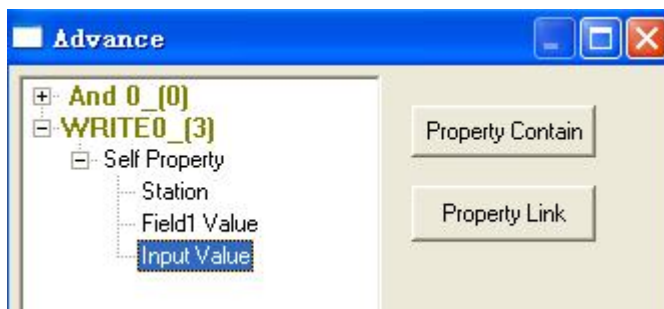 Advance
And 0_(0)
WRITE0_(3)
Self Property
Station
Field1 Value
Input Value
Property Contain
Property Link